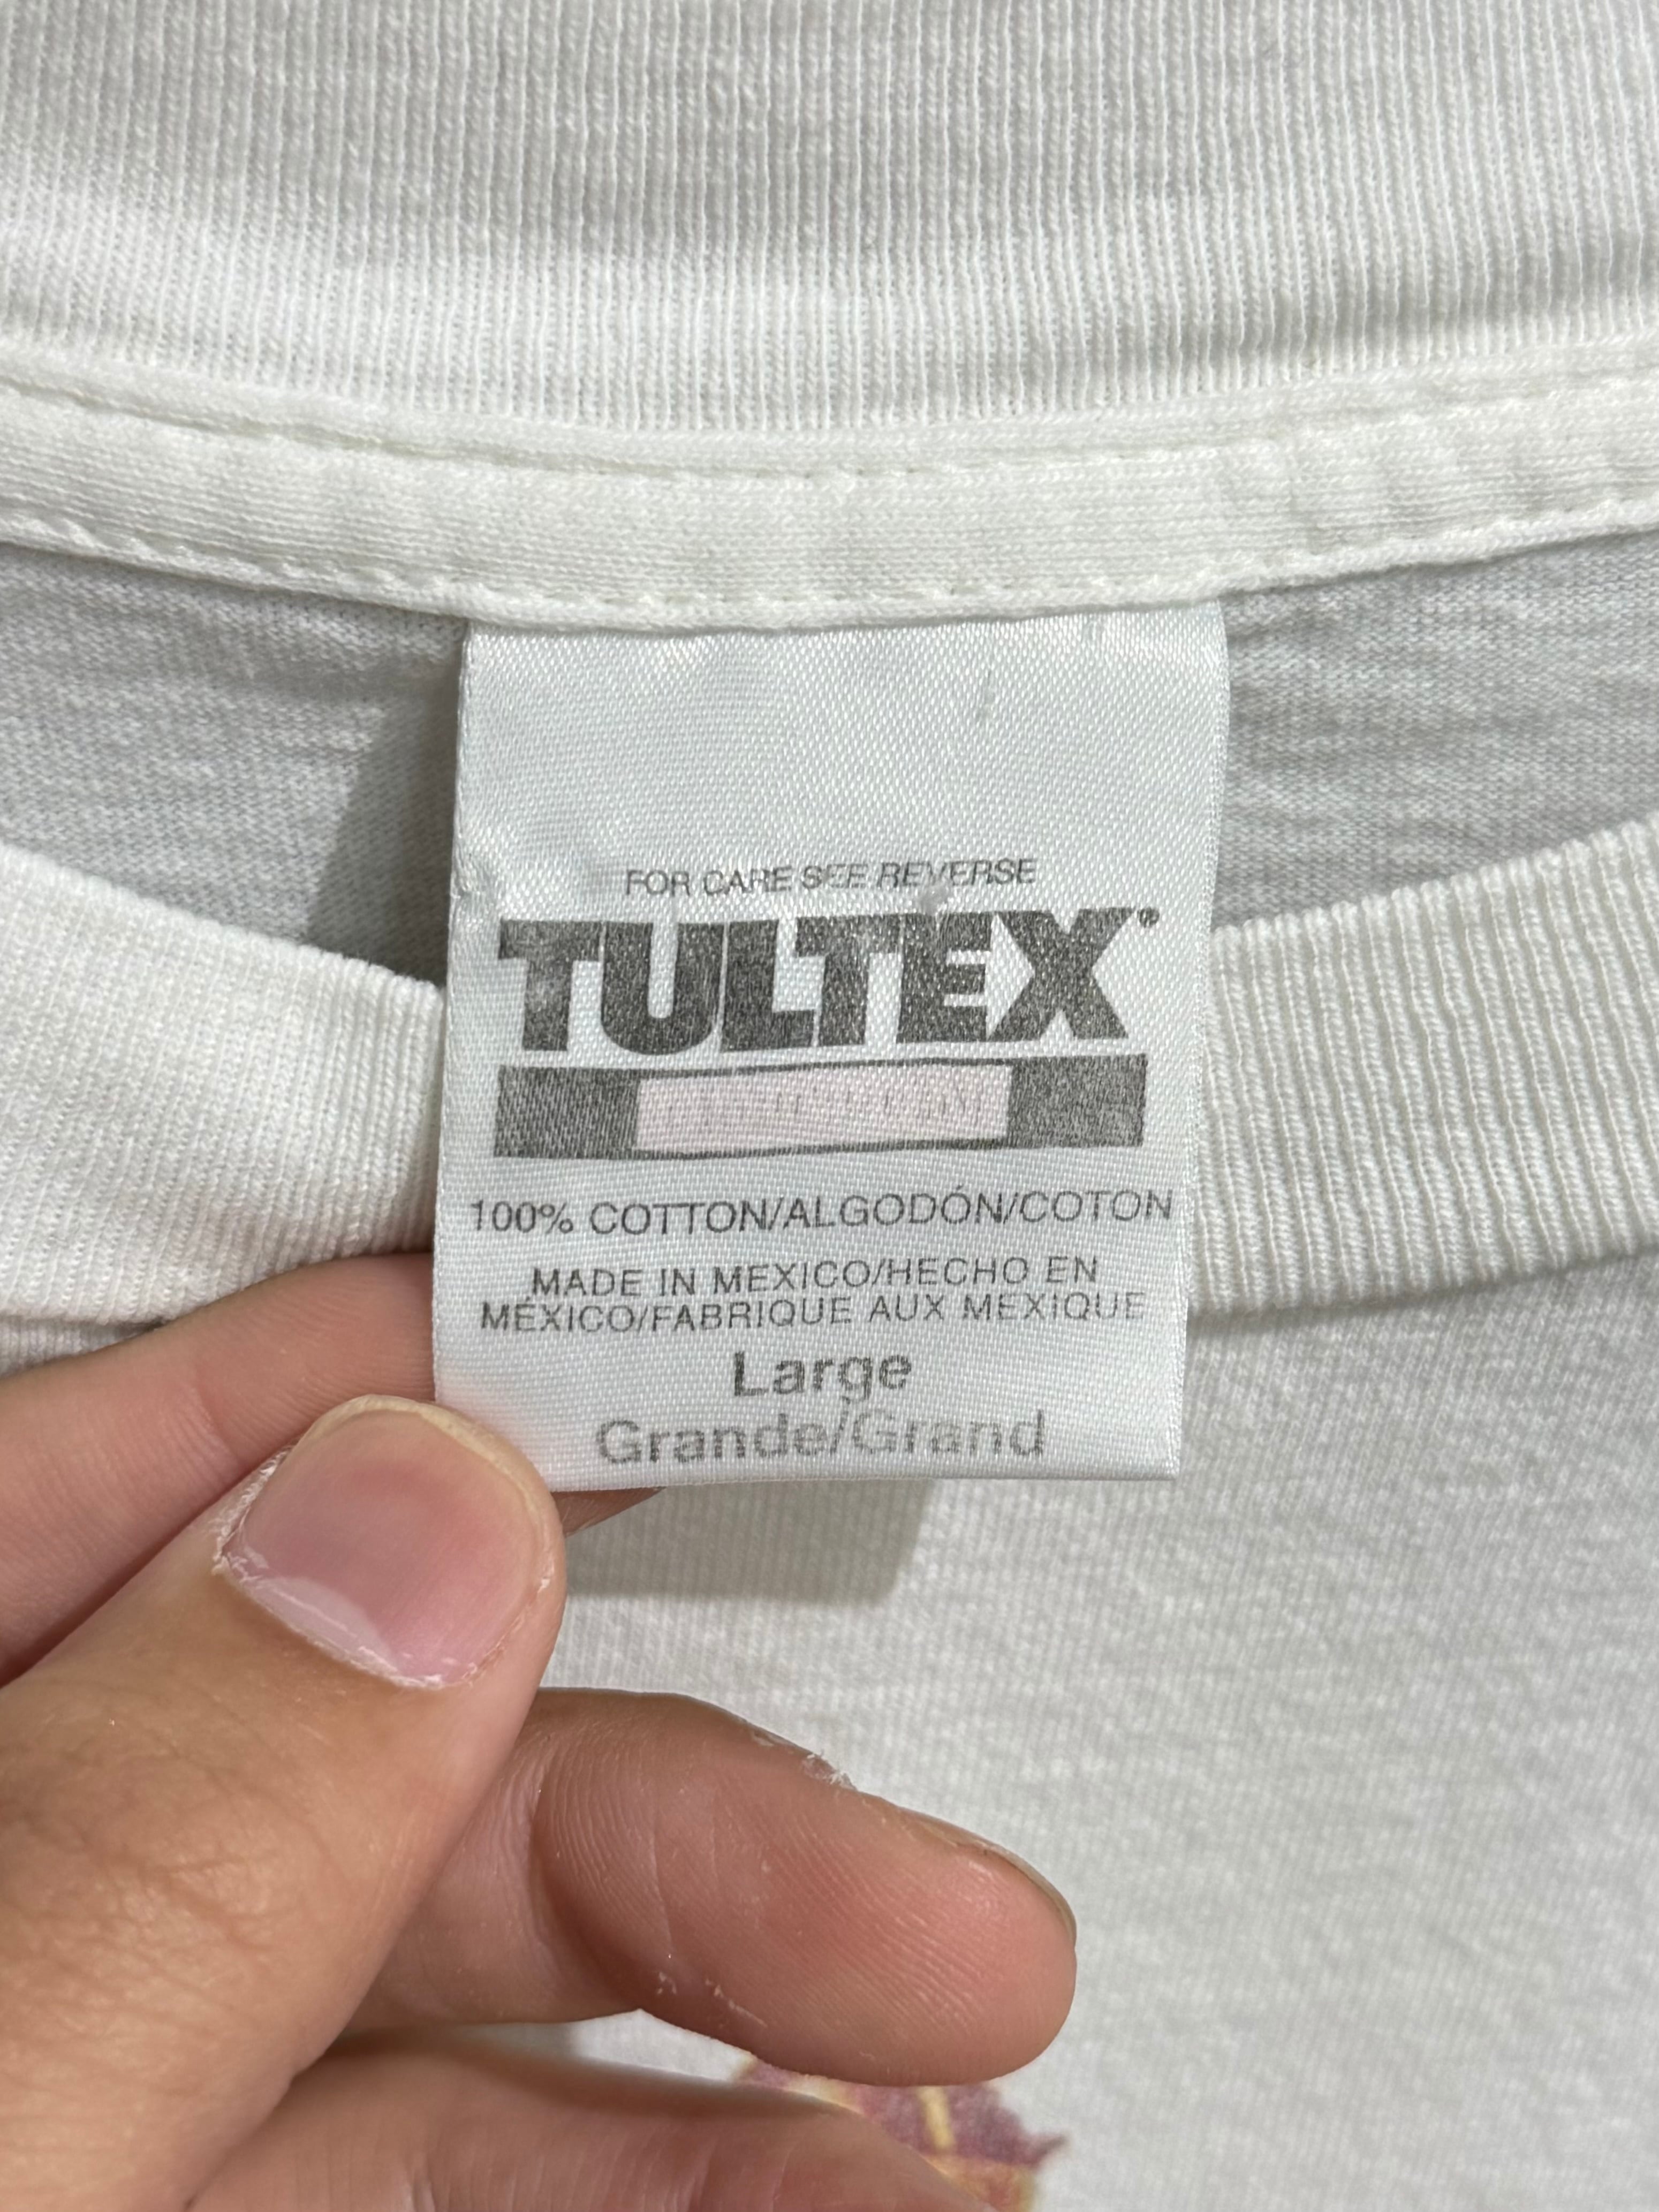 FOR CARE SEE REVERSE
TULTEX®
100% COTTON/ALGODÓN/COTON
MADE IN MEXICO/HECHO EN
MÉXICO/FABRIQUE AUX MEXIQUE
Large
Grande/Grand